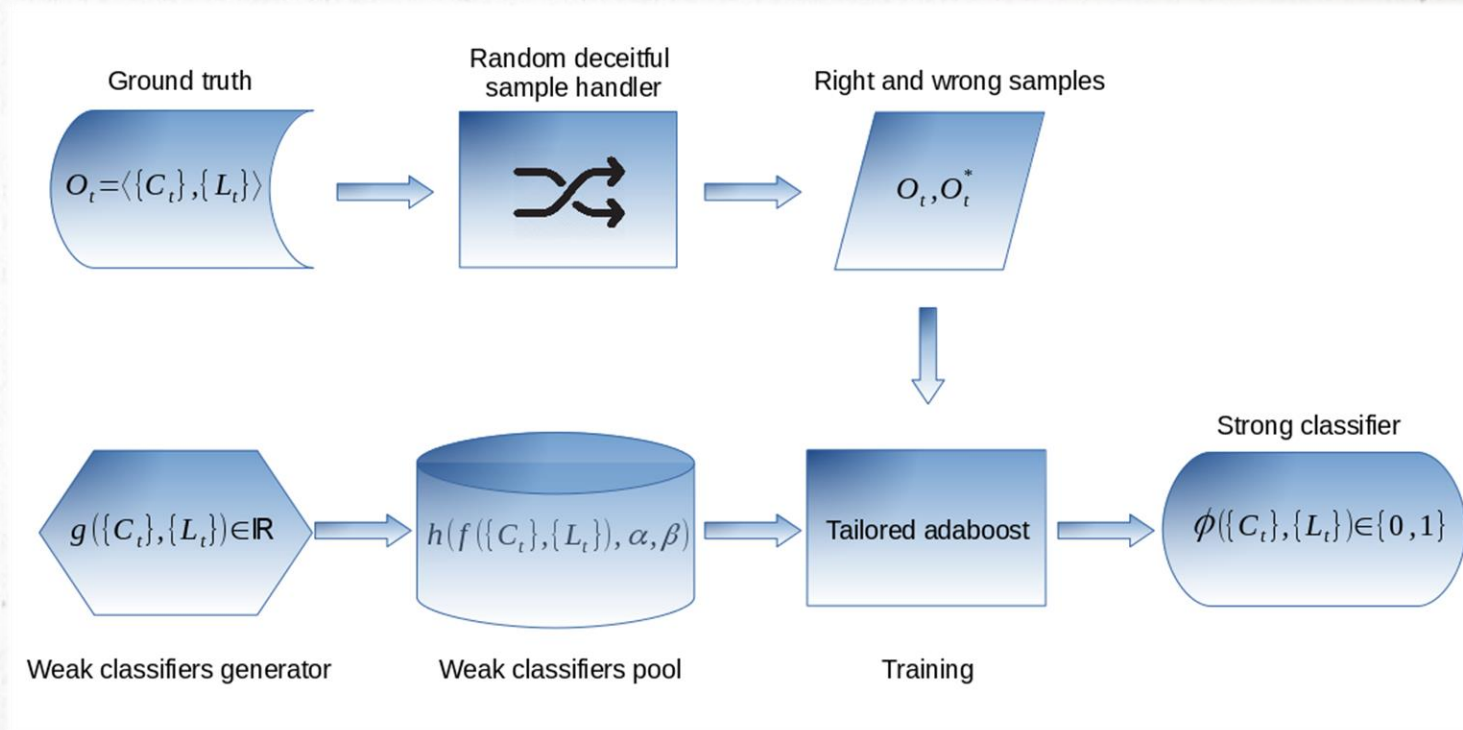 Ground truth
Random deceitful
sample handler
Right and wrong samples
O_t=⟨{C_t},{L_t}⟩
O_t,O_t^*
Strong classifier
g({C_t},{L_t})∈ℝ
h(f({C_t},{L_t}),α,β)
Tailored adaboost
ϕ({C_t},{L_t})∈{0,1}
Weak classifiers generator
Weak classifiers pool
Training